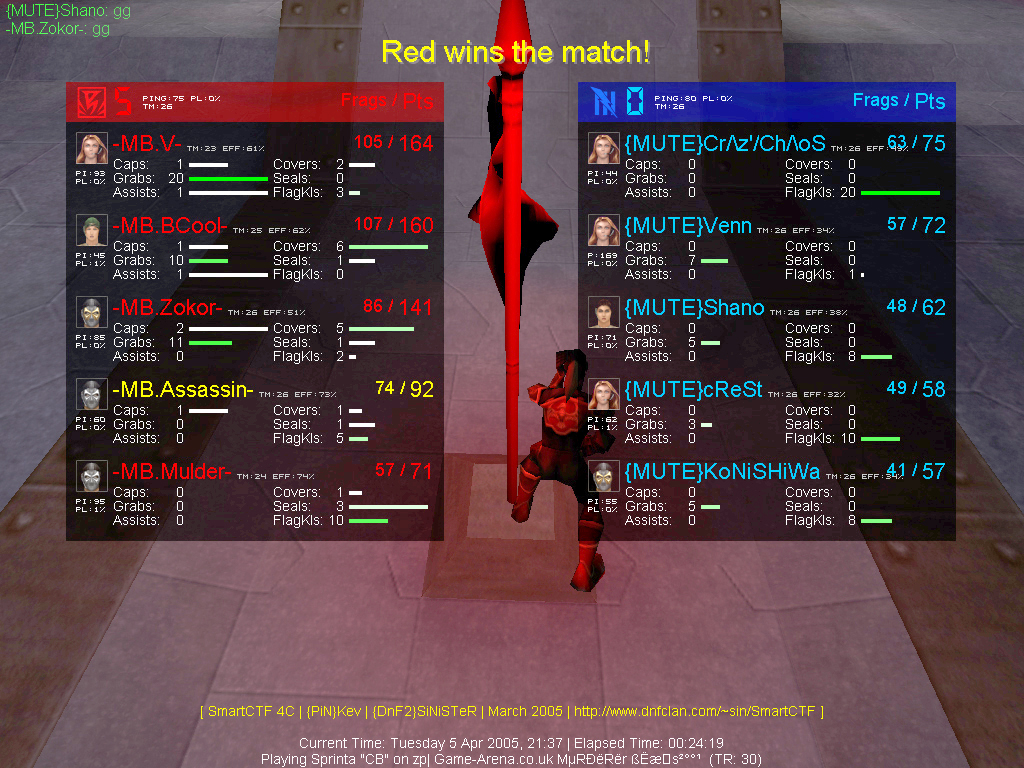 {MUTE}Shano: gg
-MB.Zokor-: gg
Red wins the match!
5 PING:75 PL:0% TM:26 Frags / Pts
-MB.V- TM:23 EFF:61% 105 / 164
PI:93 PL:0%
Caps: 1 Covers: 2
Grabs: 20 Seals: 0
Assists: 1 FlagKls: 3
-MB.BCool- TM:25 EFF:62% 107 / 160
PI:45 PL:1%
Caps: 1 Covers: 6
Grabs: 10 Seals: 1
Assists: 1 FlagKls: 0
-MB.Zokor- TM:26 EFF:51% 86 / 141
PI:85 PL:0%
Caps: 2 Covers: 5
Grabs: 11 Seals: 1
Assists: 0 FlagKls: 2
-MB.Assassin- TM:26 EFF:73% 74 / 92
PI:60 PL:0%
Caps: 1 Covers: 1
Grabs: 0 Seals: 1
Assists: 0 FlagKls: 5
-MB.Mulder- TM:24 EFF:74% 57 / 71
PI:95 PL:1%
Caps: 0 Covers: 1
Grabs: 0 Seals: 3
Assists: 0 FlagKls: 10
0 PING:80 PL:0% TM:26 Frags / Pts
{MUTE}Cr/\z'/Ch/\oS TM:26 63 / 75
PI:44 PL:0%
Caps: 0 Covers: 0
Grabs: 0 Seals: 0
Assists: 0 FlagKls: 20
{MUTE}Venn TM:26 EFF:34% 57 / 72
P:169 PL:0%
Caps: 0 Covers: 0
Grabs: 7 Seals: 0
Assists: 0 FlagKls: 1
{MUTE}Shano TM:26 EFF:38% 48 / 62
PI:71 PL:0%
Caps: 0 Covers: 0
Grabs: 5 Seals: 0
Assists: 0 FlagKls: 8
{MUTE}cReSt TM:26 EFF:32% 49 / 58
PI:62 PL:1%
Caps: 0 Covers: 0
Grabs: 3 Seals: 0
Assists: 0 FlagKls: 10
{MUTE}KoNiSHiWa TM:26 41 / 57
PI:55 PL:0%
Caps: 0 Covers: 0
Grabs: 5 Seals: 0
Assists: 0 FlagKls: 8
[ SmartCTF 4C | {PiN}Kev | {DnF2}SiNiSTeR | March 2005 | http://www.dnfclan.com/~sin/SmartCTF ]
Current Time: Tuesday 5 Apr 2005, 21:37 | Elapsed Time: 00:24:19
Playing Sprinta "CB" on zp| Game-Arena.co.uk (TR: 30)